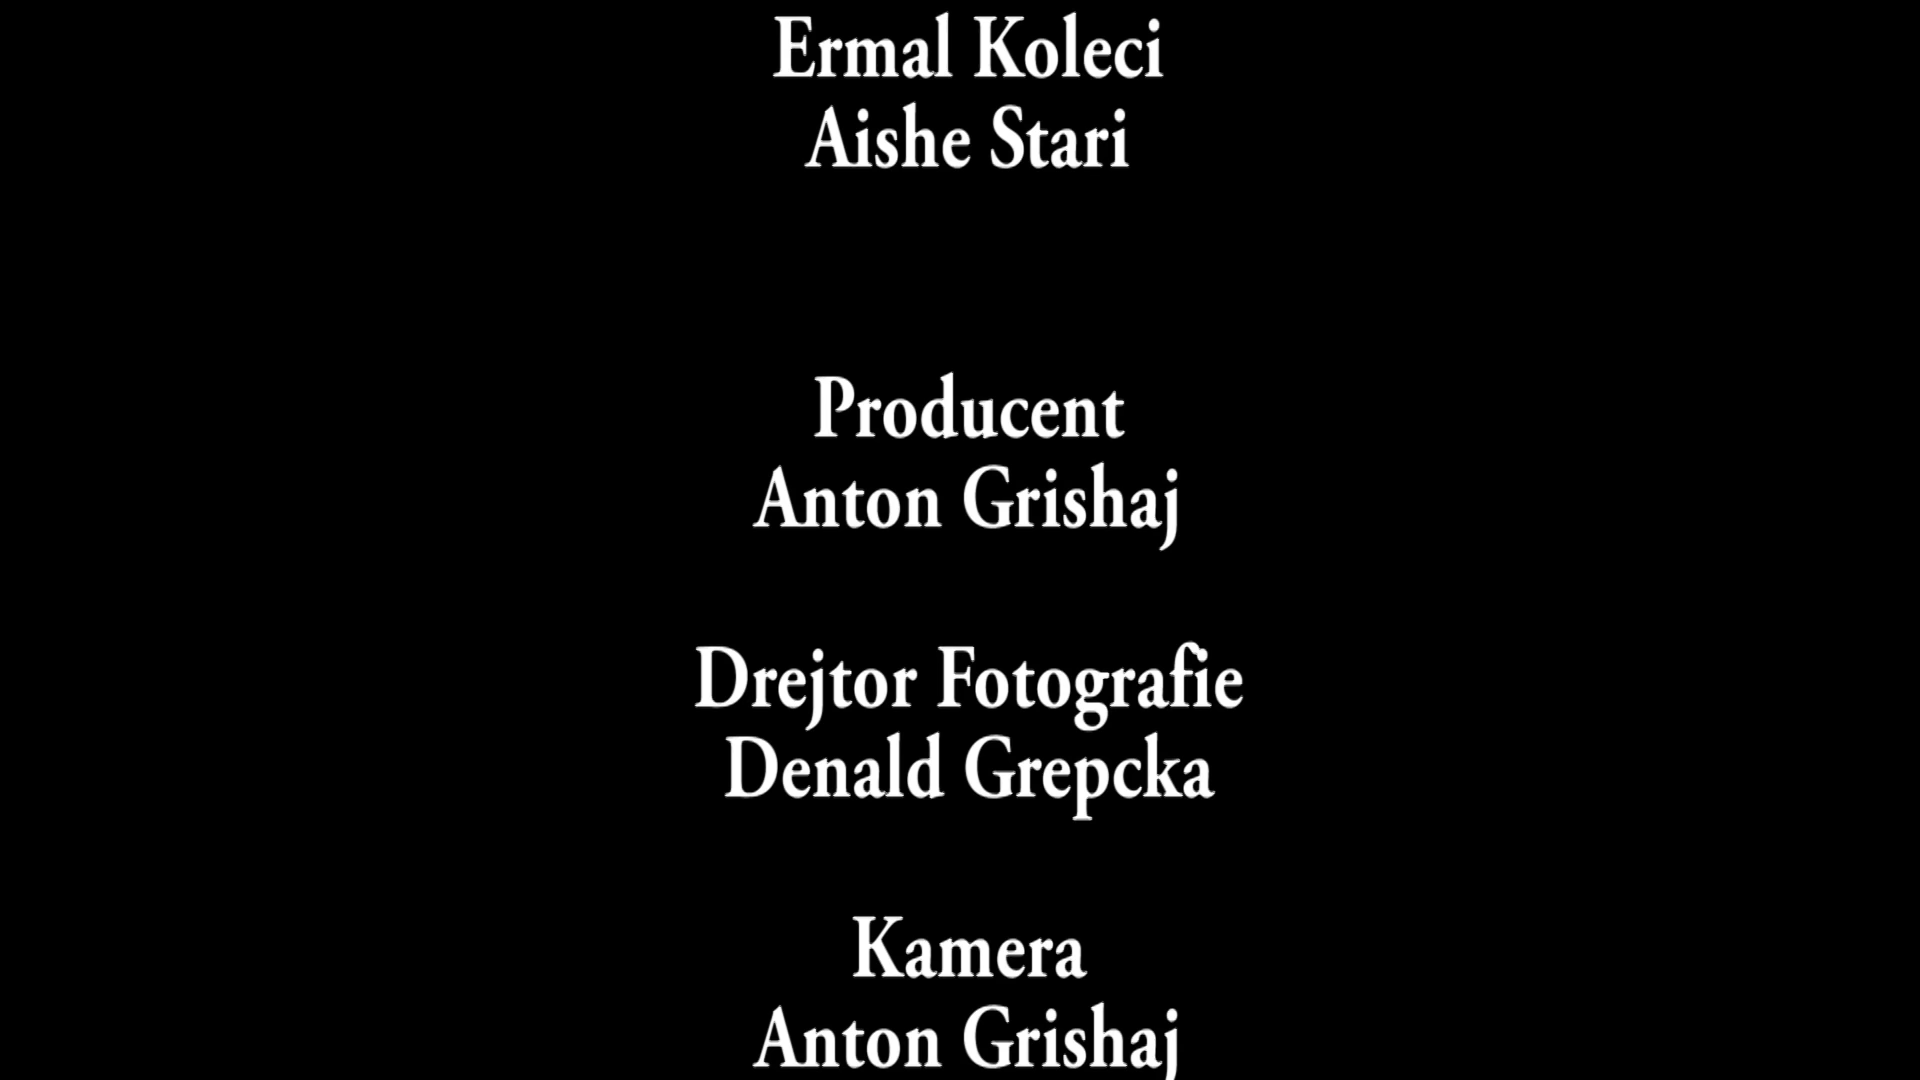 Ermal Koleci
Aishe Stari
Producent
Anton Grishaj
Drejtor Fotografie
Denald Grepcka
Kamera
Anton Grishaj